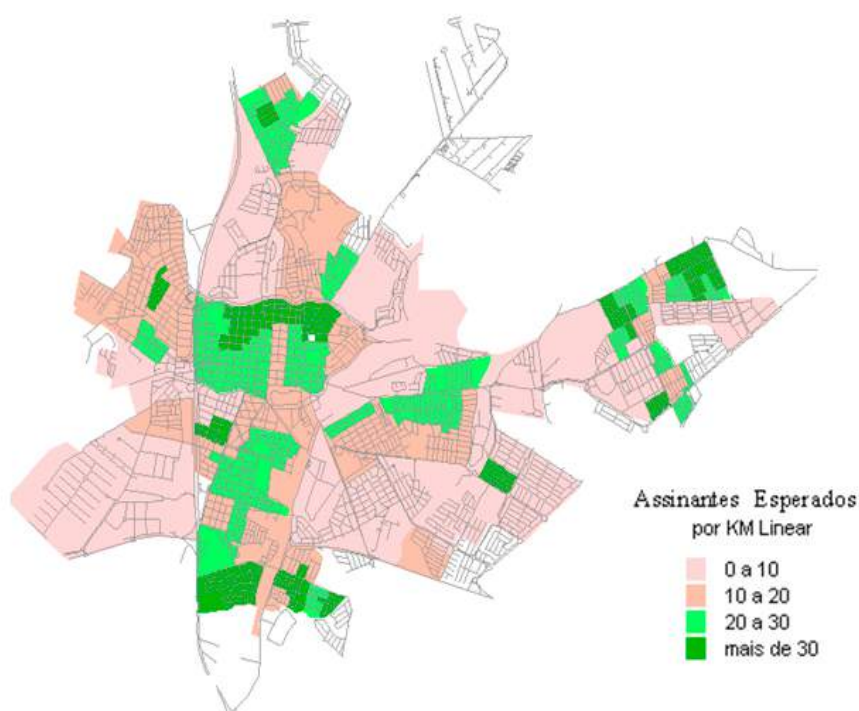 Assinantes Esperados
por KM Linear
0 a 10
10 a 20
20 a 30
mais de 30